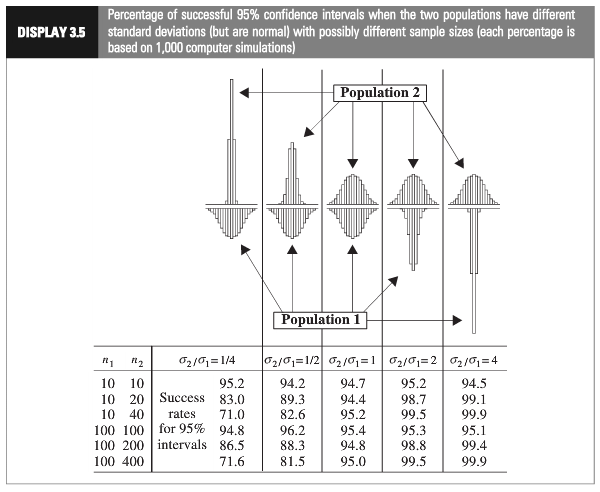 DISPLAY 3.5
Percentage of successful 95% confidence intervals when the two populations have different
standard deviations (but are normal) with possibly different sample sizes (each percentage is
based on 1,000 computer simulations)
Population 2
Population 1
n₁ n₂ σ₂/σ₁=1/4 σ₂/σ₁=1/2 σ₂/σ₁=1 σ₂/σ₁=2 σ₂/σ₁=4
10 10 95.2 94.2 94.7 95.2 94.5
10 20 Success 83.0 89.3 94.4 98.7 99.1
10 40 rates 71.0 82.6 95.2 99.5 99.9
100 100 for 95% 94.8 96.2 95.4 95.3 95.1
100 200 intervals 86.5 88.3 94.8 98.8 99.4
100 400 71.6 81.5 95.0 99.5 99.9